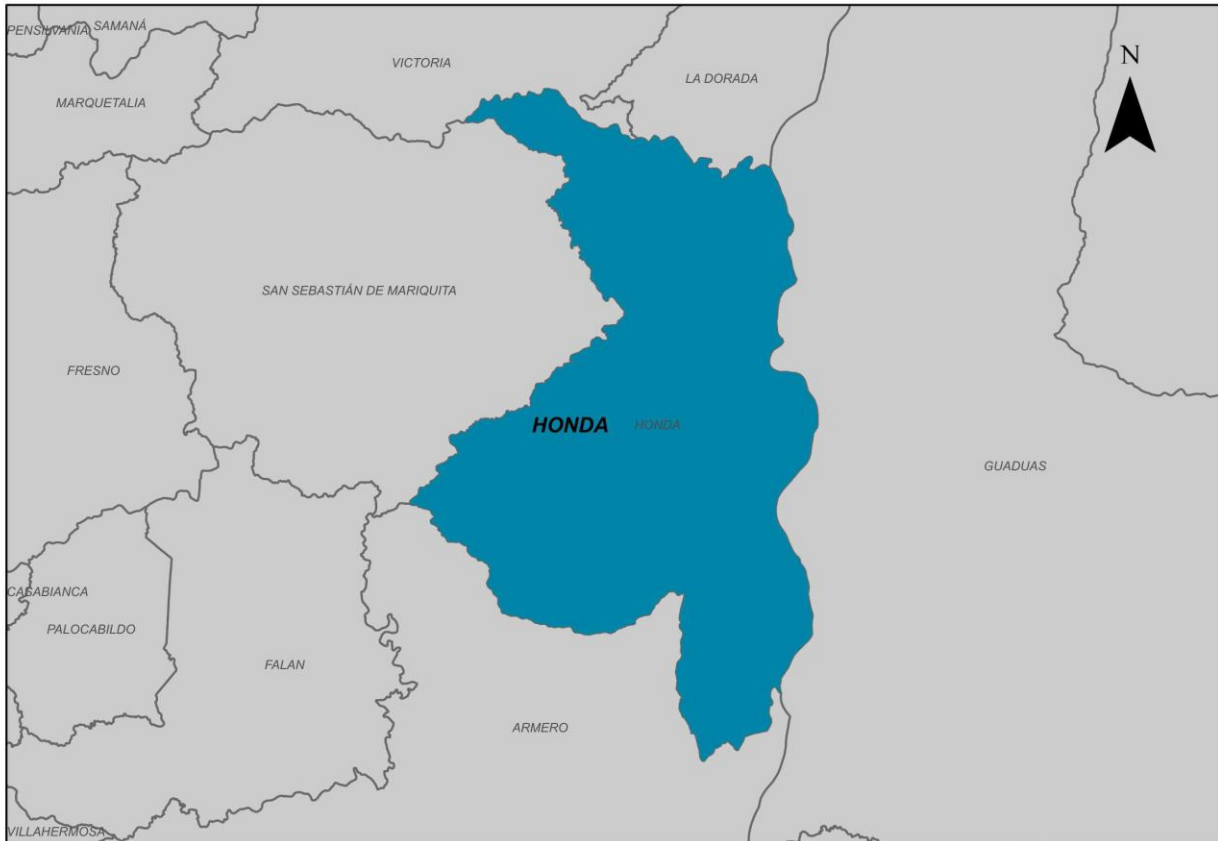 PENSILVANIA
SAMANÁ
VICTORIA
LA DORADA
N
MARQUETALIA
SAN SEBASTIÁN DE MARIQUITA
FRESNO
HONDA
HONDA
GUADUAS
CASABIANCA
PALOCABILDO
FALAN
ARMERO
VILLAHERMOSA